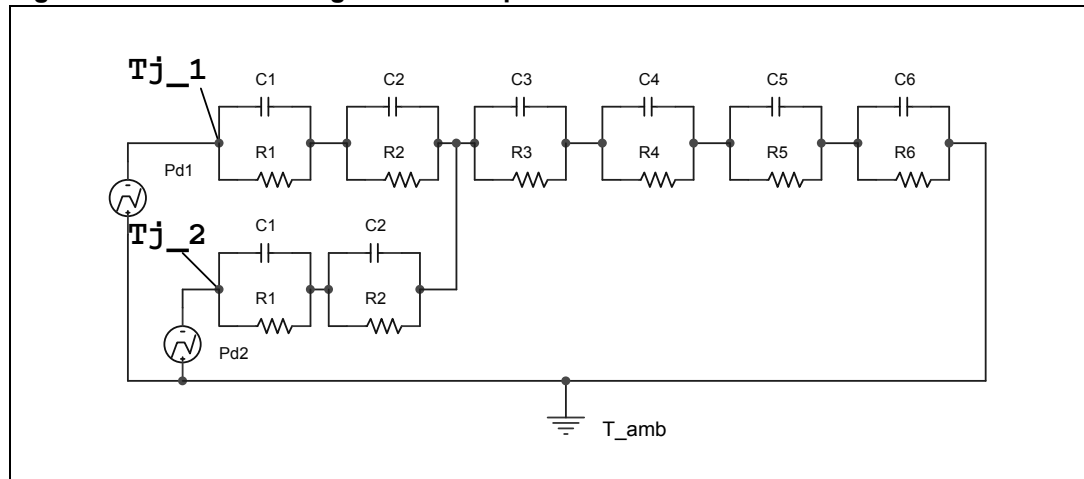 Tj_1
C1 C2 C3 C4 C5 C6
R1 R2 R3 R4 R5 R6
Pd1
Tj_2
C1 C2
R1 R2
Pd2
T_amb